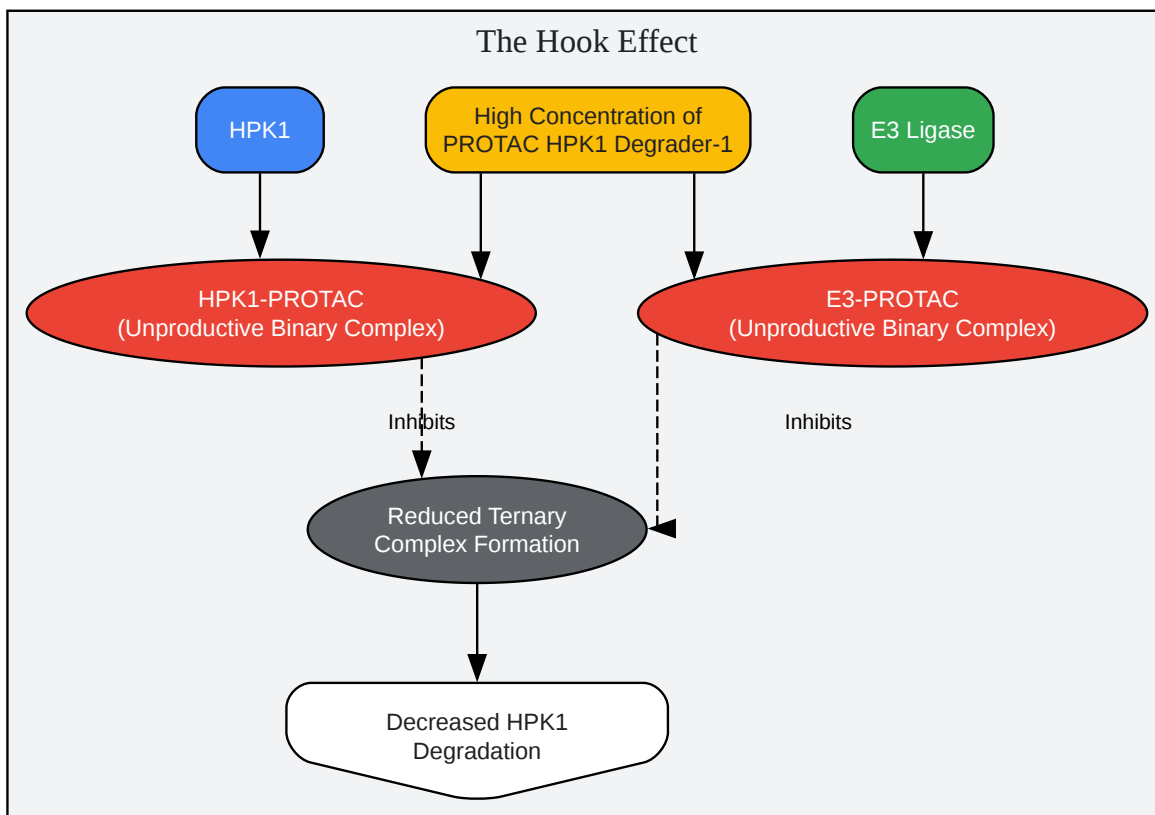 The Hook Effect
HPK1
High Concentration of
PROTAC HPK1 Degrader-1
E3 Ligase
HPK1-PROTAC
(Unproductive Binary Complex)
E3-PROTAC
(Unproductive Binary Complex)
Inhibits
Inhibits
Reduced Ternary
Complex Formation
Decreased HPK1
Degradation